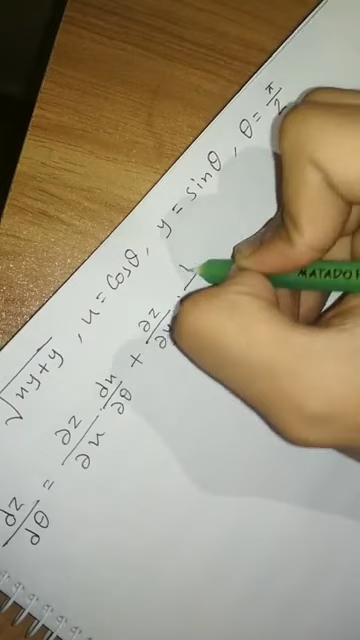 √xy+y , x = cosθ, y = sinθ, θ = π/2
dz/dθ = ∂z/∂x · dx/dθ + ∂z/
MATADOR